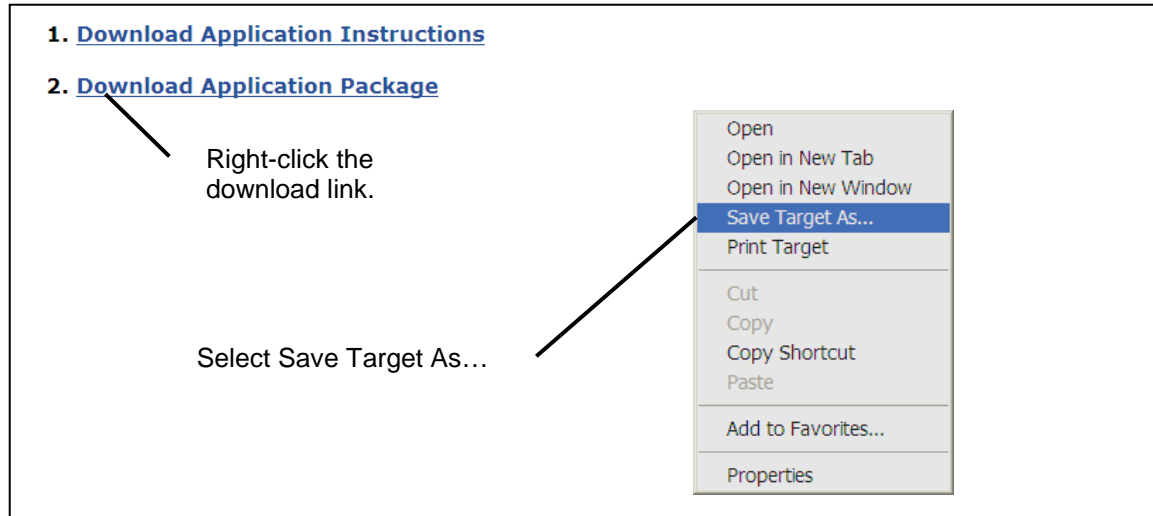 1. Download Application Instructions
2. Download Application Package
Right-click the
download link.
Select Save Target As…
Open
Open in New Tab
Open in New Window
Save Target As...
Print Target
Cut
Copy
Copy Shortcut
Paste
Add to Favorites...
Properties